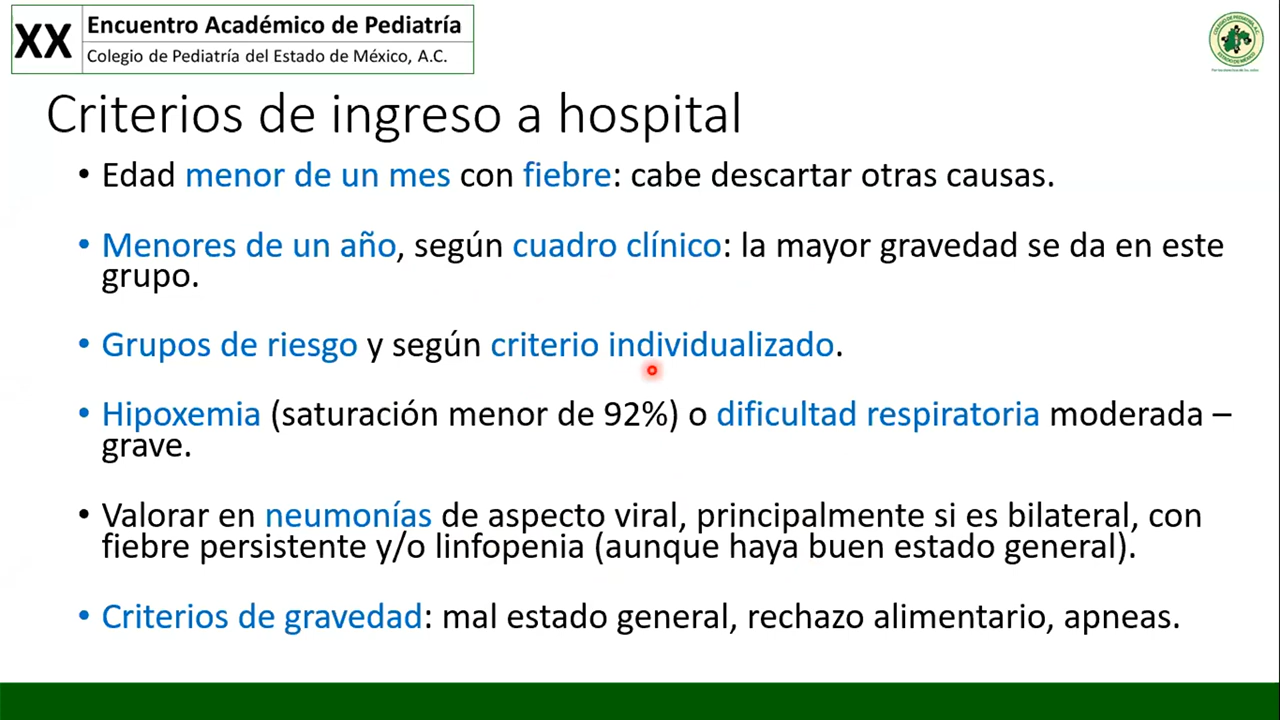 XX
Encuentro Académico de Pediatría
Colegio de Pediatría del Estado de México, A.C.
Criterios de ingreso a hospital
• Edad menor de un mes con fiebre: cabe descartar otras causas.
• Menores de un año, según cuadro clínico: la mayor gravedad se da en este
grupo.
• Grupos de riesgo y según criterio individualizado.
• Hipoxemia (saturación menor de 92%) o dificultad respiratoria moderada –
grave.
• Valorar en neumonías de aspecto viral, principalmente si es bilateral, con
fiebre persistente y/o linfopenia (aunque haya buen estado general).
• Criterios de gravedad: mal estado general, rechazo alimentario, apneas.